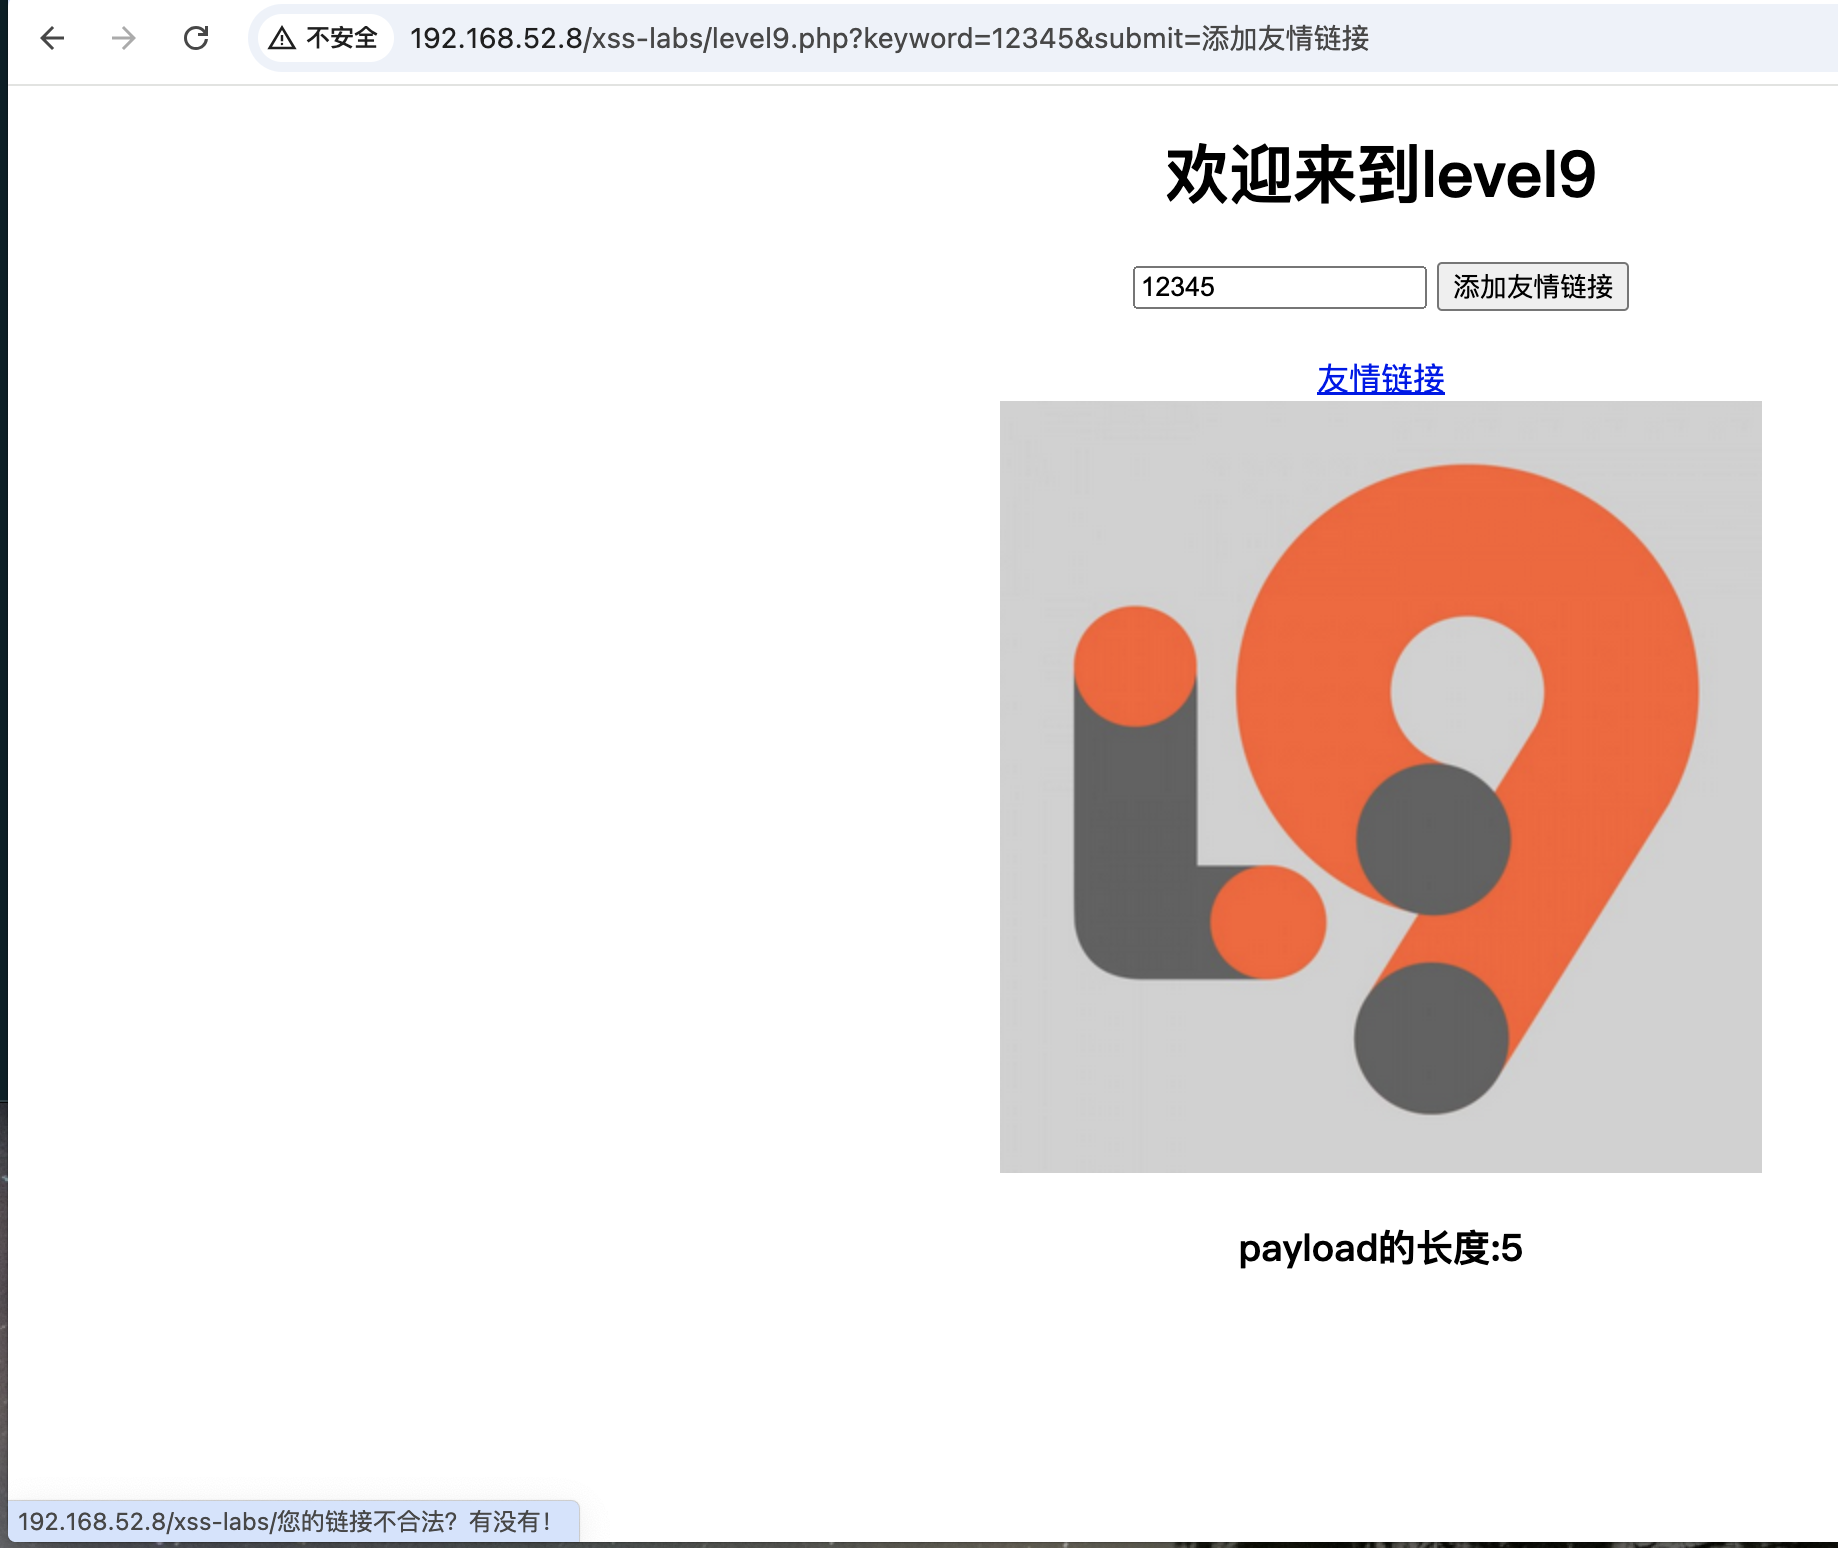 不安全 192.168.52.8/xss-labs/level9.php?keyword=12345&submit=添加友情链接
欢迎来到level9
12345 添加友情链接
友情链接
L9
payload的长度:5
192.168.52.8/xss-labs/您的链接不合法？有没有！